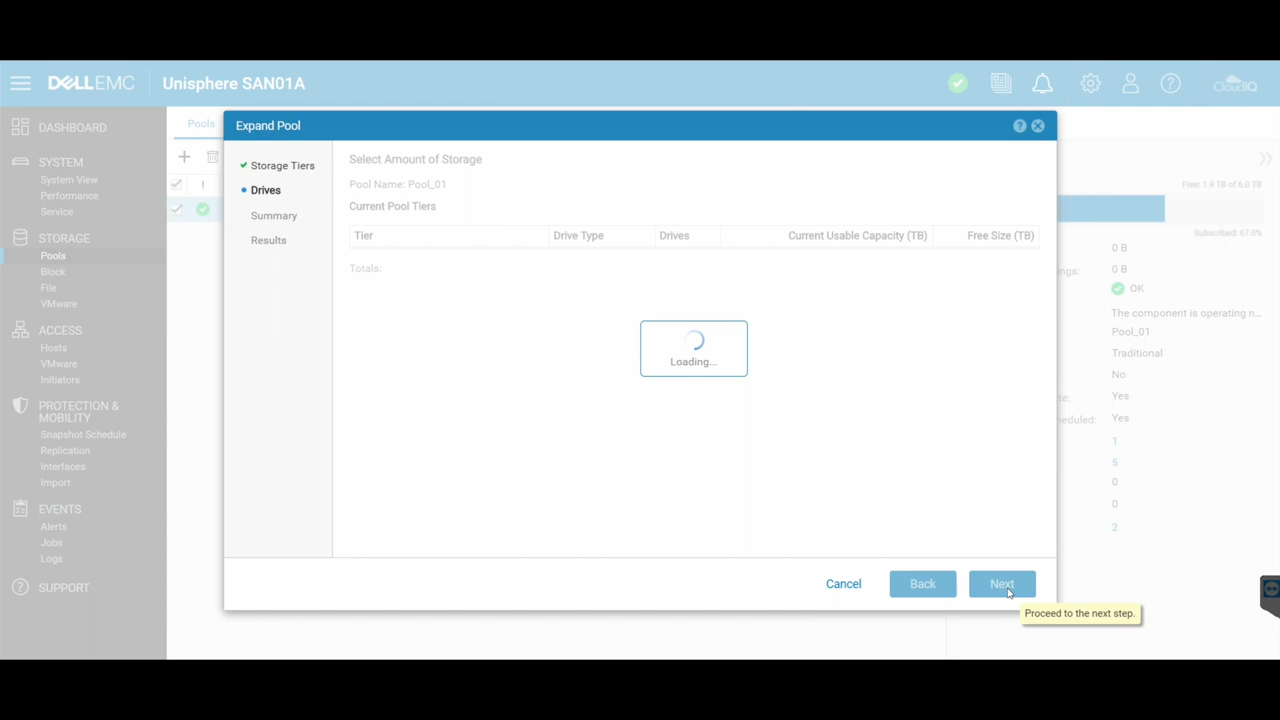 DELLEMC
Unisphere SAN01A
CloudIQ
DASHBOARD
SYSTEM
System View
Performance
Service
STORAGE
Pools
Block
File
VMware
ACCESS
Hosts
VMware
Initiators
PROTECTION &
MOBILITY
Snapshot Schedule
Replication
Interfaces
Import
EVENTS
Alerts
Jobs
Logs
SUPPORT
Pools
!
Expand Pool
Storage Tiers
Drives
Summary
Results
Select Amount of Storage
Pool Name: Pool_01
Current Pool Tiers
Tier Drive Type Drives Current Usable Capacity (TB) Free Size (TB)
Totals:
Loading...
Cancel Back Next
Proceed to the next step.
Free: 1.9 TB of 6.0 TB
Subscribed: 67.0%
0 B
ngs: 0 B
OK
The component is operating n...
Pool_01
Traditional
No
te: Yes
heduled: Yes
1
5
0
0
2